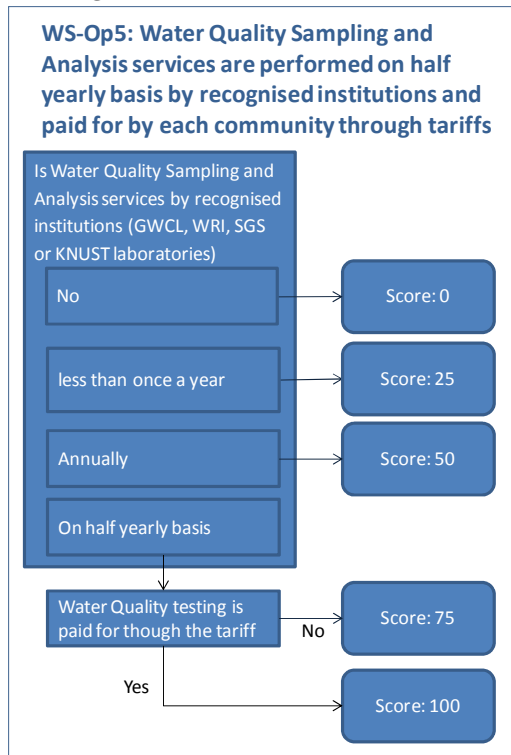 WS-Op5: Water Quality Sampling and
Analysis services are performed on half
yearly basis by recognised institutions and
paid for by each community through tariffs
Is Water Quality Sampling and
Analysis services by recognised
institutions (GWCL, WRI, SGS
or KNUST laboratories)
No
Score: 0
less than once a year
Score: 25
Annually
Score: 50
On half yearly basis
Water Quality testing is
paid for though the tariff
No
Score: 75
Yes
Score: 100